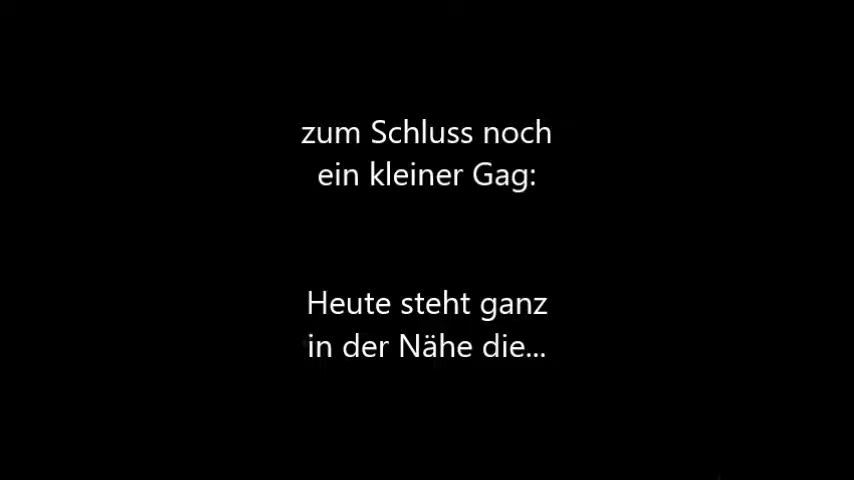 zum Schluss noch
ein kleiner Gag:
Heute steht ganz
in der Nähe die...